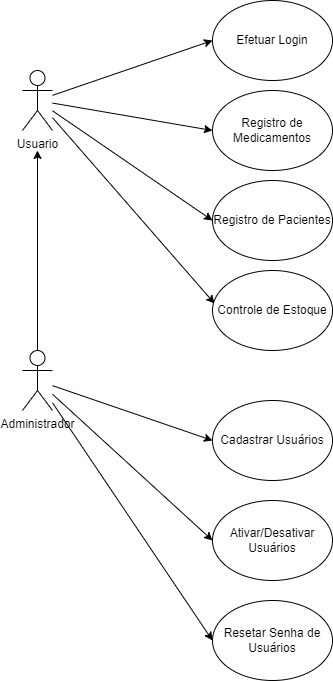 Efetuar Login
Registro de
Medicamentos
Usuario
Registro de Pacientes
Controle de Estoque
Administrador
Cadastrar Usuários
Ativar/Desativar
Usuários
Resetar Senha de
Usuários